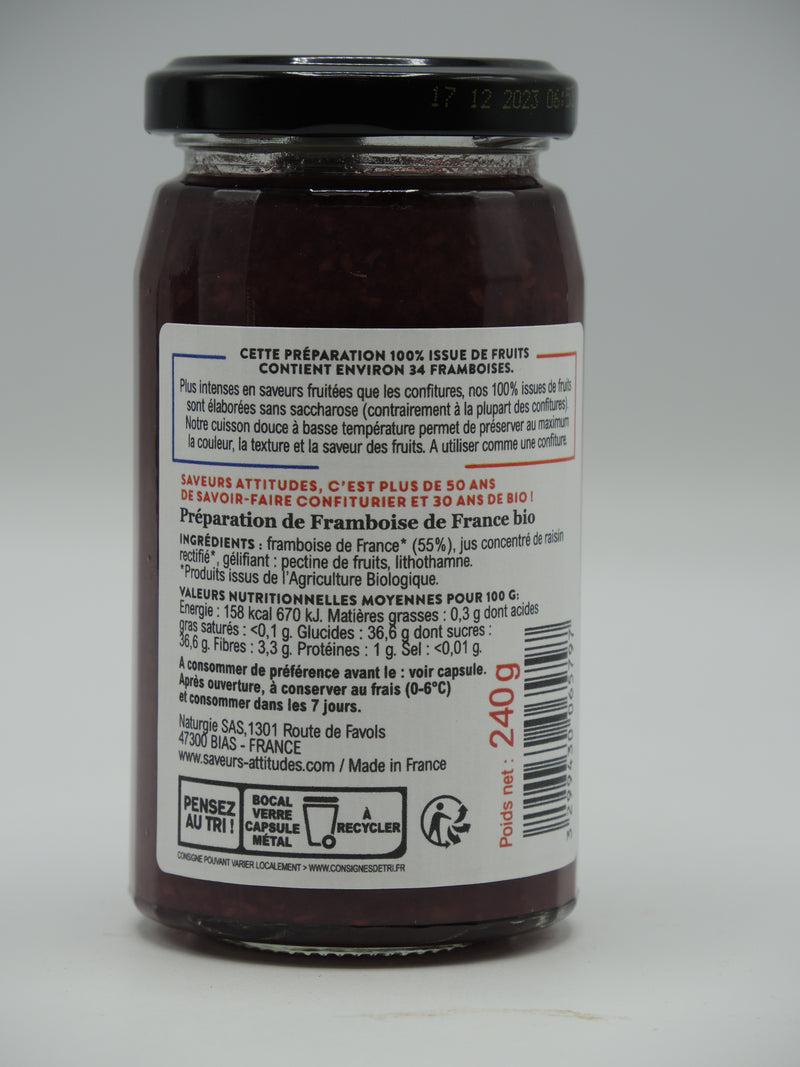 17 12 2023 06:5
CETTE PRÉPARATION 100% ISSUE DE FRUITS
CONTIENT ENVIRON 34 FRAMBOISES.
Plus intenses en saveurs fruitées que les confitures, nos 100% issues de fruits
sont élaborées sans saccharose (contrairement à la plupart des confitures).
Notre cuisson douce à basse température permet de préserver au maximum
la couleur, la texture et la saveur des fruits. A utiliser comme une confiture.
SAVEURS ATTITUDES, C'EST PLUS DE 50 ANS
DE SAVOIR-FAIRE CONFITURIER ET 30 ANS DE BIO !
Préparation de Framboise de France bio
INGRÉDIENTS : framboise de France* (55%), jus concentré de raisin
rectifié*, gélifiant : pectine de fruits, lithothamne.
*Produits issus de l'Agriculture Biologique.
VALEURS NUTRITIONNELLES MOYENNES POUR 100 G:
Energie : 158 kcal 670 kJ. Matières grasses : 0,3 g dont acides
gras saturés : <0,1 g. Glucides : 36,6 g dont sucres :
36,6 g. Fibres : 3,3 g. Protéines : 1 g. Sel : <0,01 g.
A consommer de préférence avant le : voir capsule.
Après ouverture, à conserver au frais (0-6°C)
et consommer dans les 7 jours.
Naturgie SAS,1301 Route de Favols
47300 BIAS - FRANCE
www.saveurs-attitudes.com / Made in France
PENSEZ
AU TRI !
BOCAL
VERRE
CAPSULE
MÉTAL
À
RECYCLER
CONSIGNE POUVANT VARIER LOCALEMENT > WWW.CONSIGNESDETRI.FR
Poids net : 240g